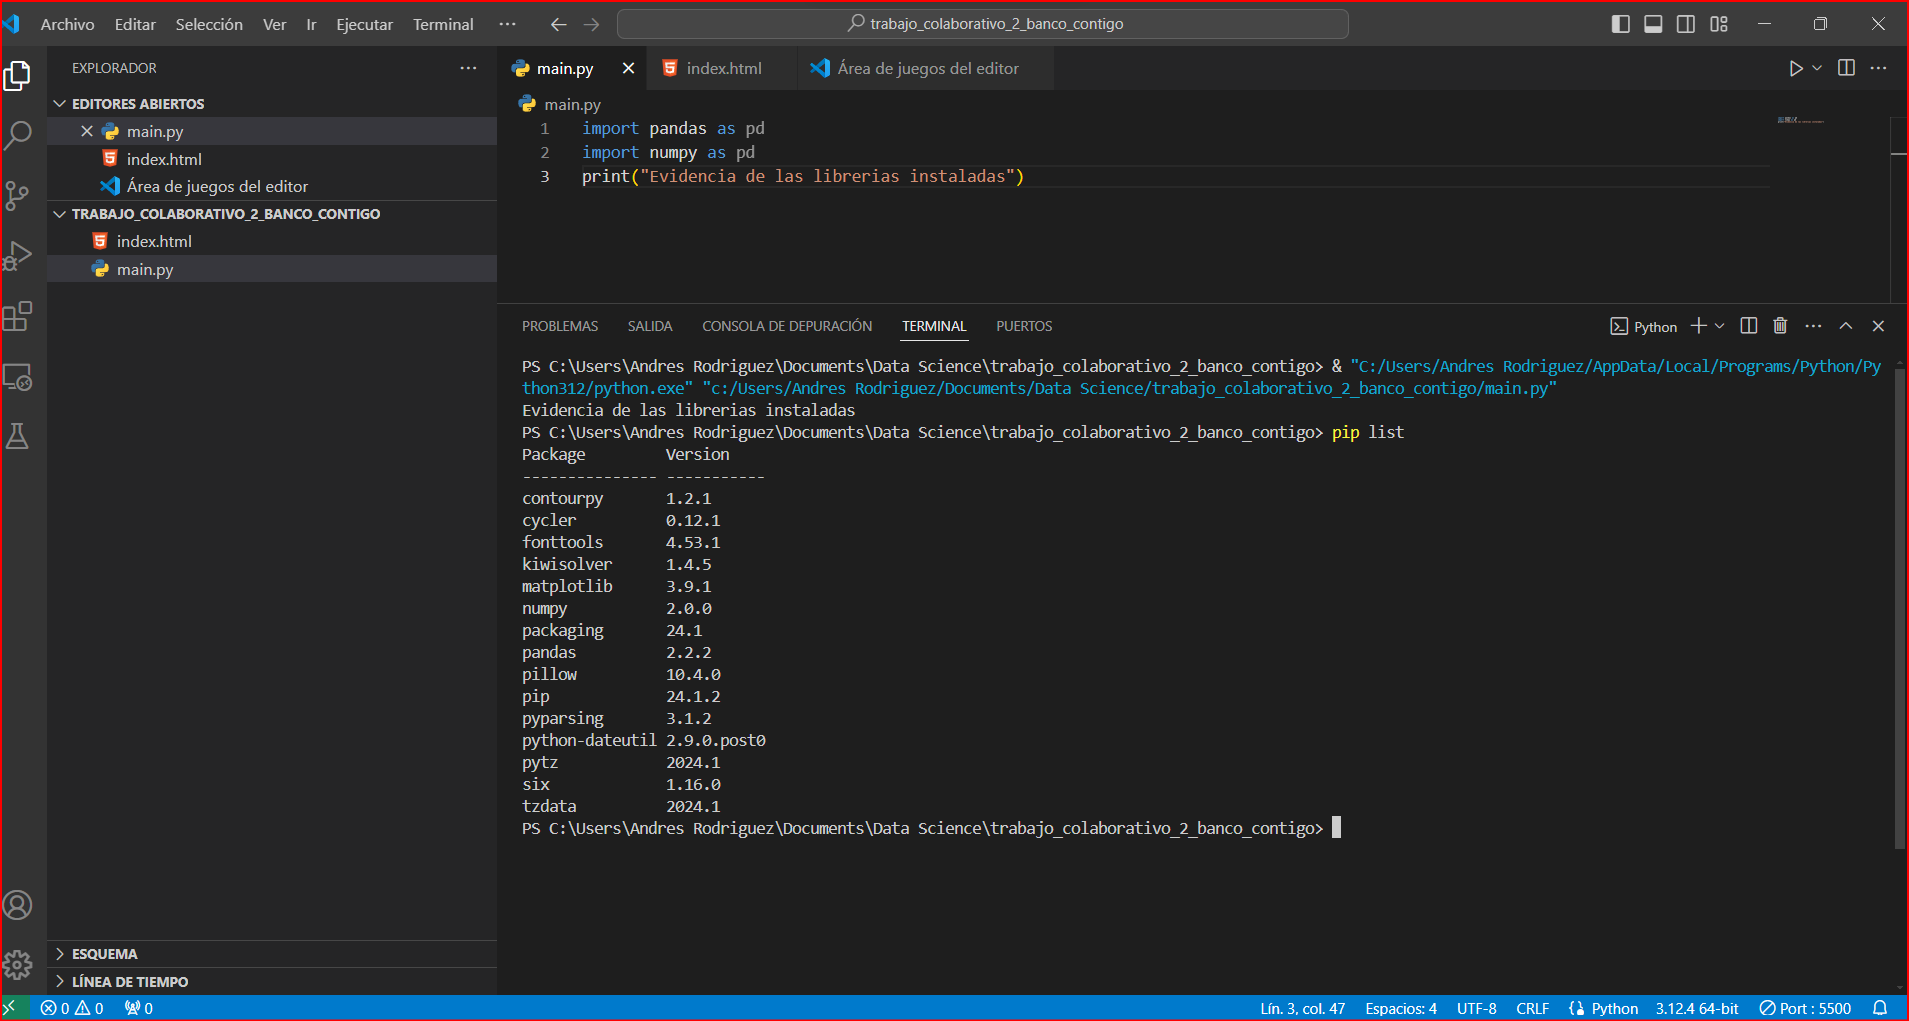 Archivo Editar Selección Ver Ir Ejecutar Terminal ··· trabajo_colaborativo_2_banco_contigo
EXPLORADOR ···
EDITORES ABIERTOS
main.py
index.html
Área de juegos del editor
TRABAJO_COLABORATIVO_2_BANCO_CONTIGO
index.html
main.py
ESQUEMA
LÍNEA DE TIEMPO
main.py index.html Área de juegos del editor
main.py
1 import pandas as pd
2 import numpy as pd
3 print("Evidencia de las librerias instaladas")
PROBLEMAS SALIDA CONSOLA DE DEPURACIÓN TERMINAL PUERTOS Python
PS C:\Users\Andres Rodriguez\Documents\Data Science\trabajo_colaborativo_2_banco_contigo> & "C:/Users/Andres Rodriguez/AppData/Local/Programs/Python/Py
thon312/python.exe" "c:/Users/Andres Rodriguez/Documents/Data Science/trabajo_colaborativo_2_banco_contigo/main.py"
Evidencia de las librerias instaladas
PS C:\Users\Andres Rodriguez\Documents\Data Science\trabajo_colaborativo_2_banco_contigo> pip list
Package Version
--------------- -----------
contourpy 1.2.1
cycler 0.12.1
fonttools 4.53.1
kiwisolver 1.4.5
matplotlib 3.9.1
numpy 2.0.0
packaging 24.1
pandas 2.2.2
pillow 10.4.0
pip 24.1.2
pyparsing 3.1.2
python-dateutil 2.9.0.post0
pytz 2024.1
six 1.16.0
tzdata 2024.1
PS C:\Users\Andres Rodriguez\Documents\Data Science\trabajo_colaborativo_2_banco_contigo>
0 0 0 Lín. 3, col. 47 Espacios: 4 UTF-8 CRLF Python 3.12.4 64-bit Port : 5500